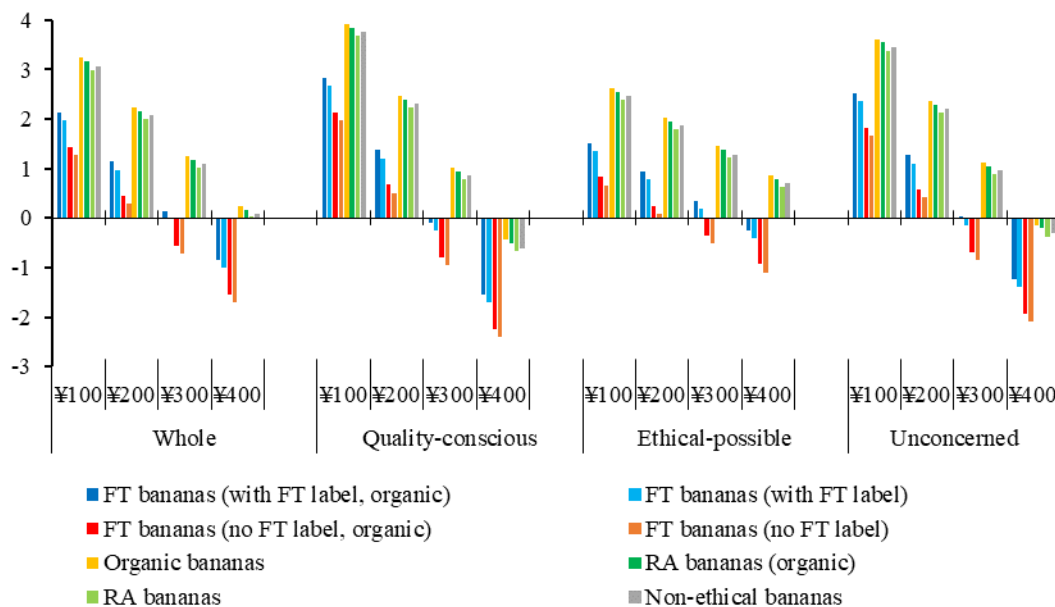 4
3
2
1
0
-1
-2
-3
¥100 ¥200 ¥300 ¥400 ¥100 ¥200 ¥300 ¥400 ¥100 ¥200 ¥300 ¥400 ¥100 ¥200 ¥300 ¥400
Whole Quality-conscious Ethical-possible Unconcerned
FT bananas (with FT label, organic) FT bananas (with FT label)
FT bananas (no FT label, organic) FT bananas (no FT label)
Organic bananas RA bananas (organic)
RA bananas Non-ethical bananas